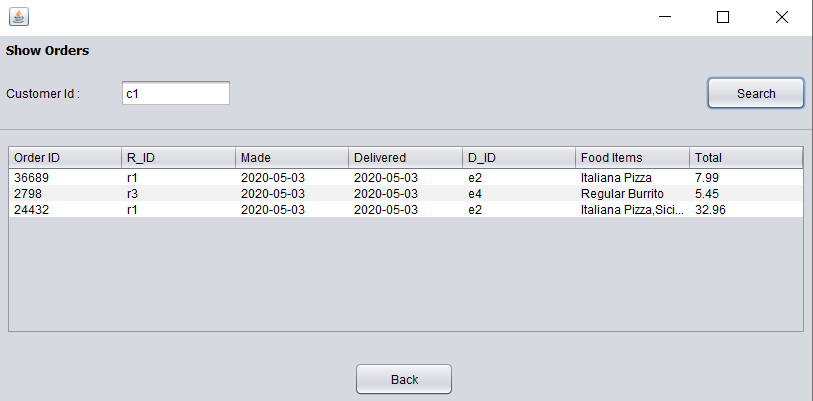 Show Orders
Customer Id : c1 Search
Order ID R_ID Made Delivered D_ID Food Items Total
36689 r1 2020-05-03 2020-05-03 e2 Italiana Pizza 7.99
2798 r3 2020-05-03 2020-05-03 e4 Regular Burrito 5.45
24432 r1 2020-05-03 2020-05-03 e2 Italiana Pizza,Sici... 32.96
Back